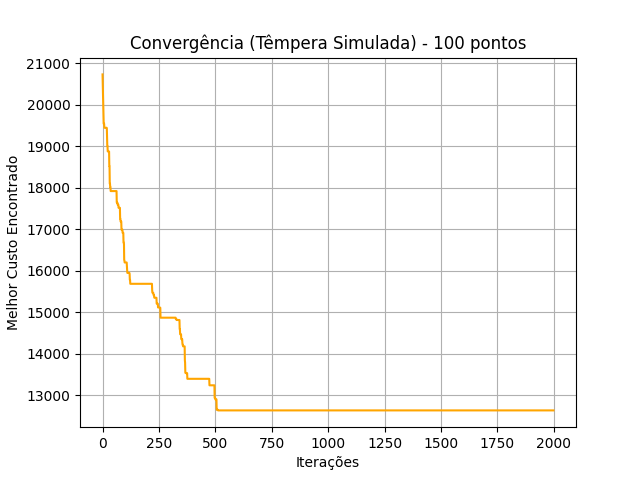 Convergência (Têmpera Simulada) - 100 pontos
21000
20000
19000
18000
17000
16000
15000
14000
13000
Melhor Custo Encontrado
0 250 500 750 1000 1250 1500 1750 2000
Iterações